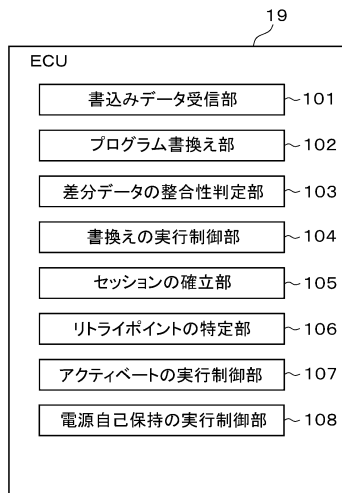 19
ECU
書込みデータ受信部 101
プログラム書換え部 102
差分データの整合性判定部 103
書換えの実行制御部 104
セッションの確立部 105
リトライポイントの特定部 106
アクティベートの実行制御部 107
電源自己保持の実行制御部 108